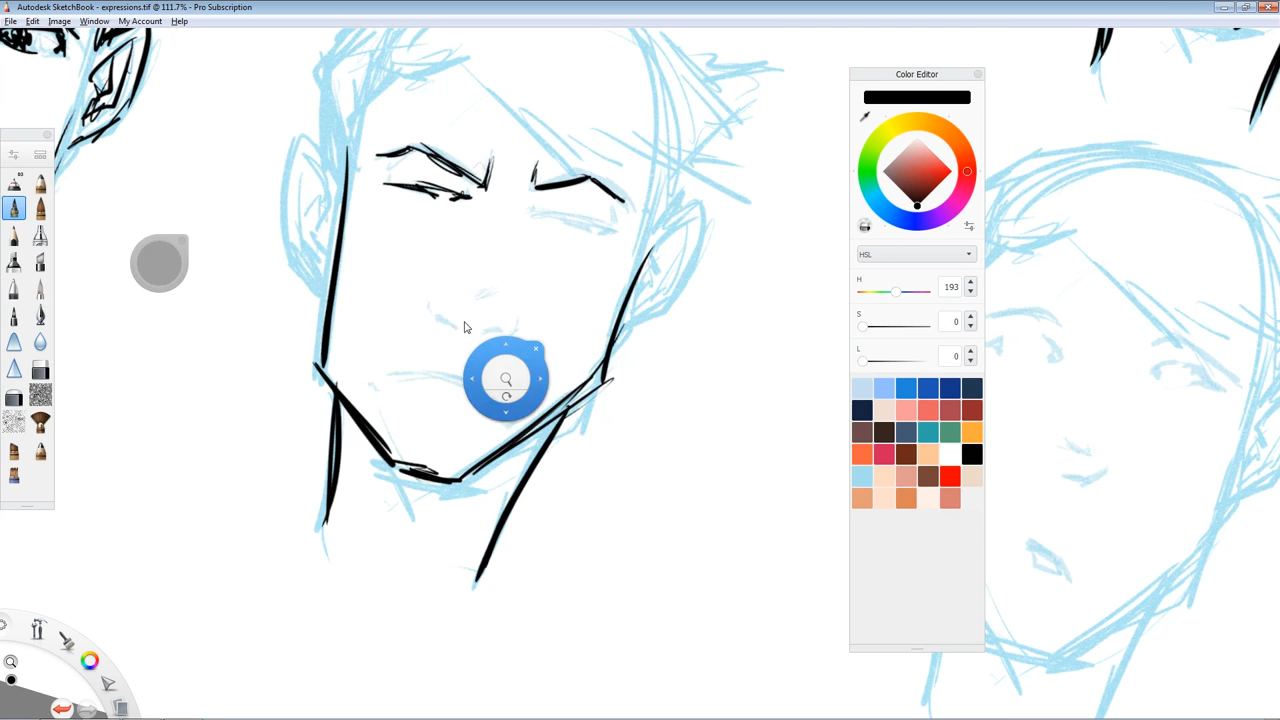 Autodesk SketchBook - expressions.tif @ 111.7% - Pro Subscription
File Edit Image Window My Account Help
Color Editor
80
HSL
H 193
S 0
L 0